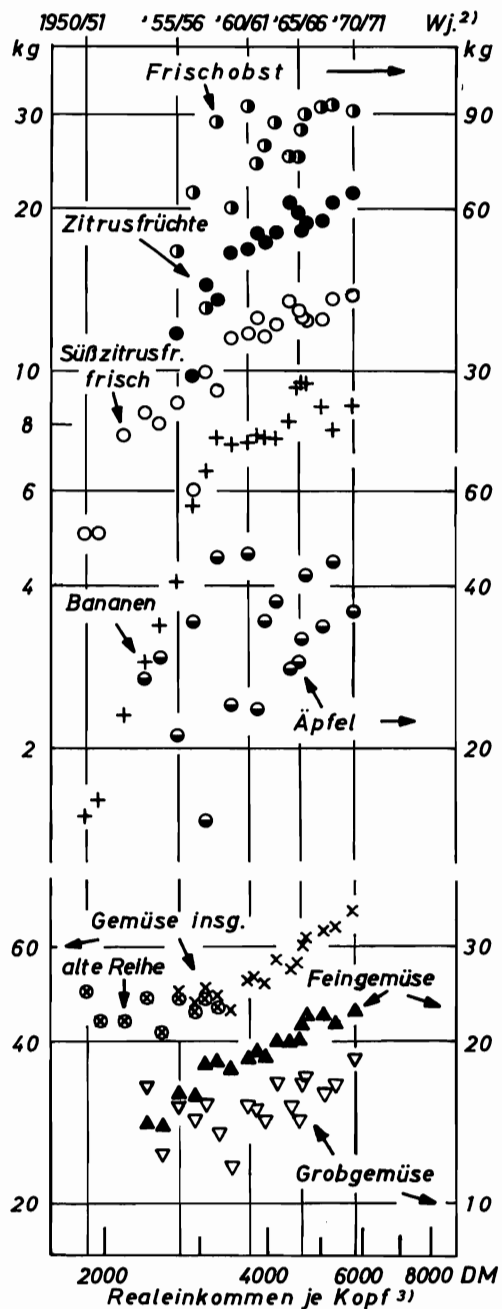 1950/51 '55/56 '60/61 '65/66 '70/71 Wj.2)
kg kg
Frischobst
30 90
20 60
Zitrusfrüchte
10 30
Süßzitrusfr.
frisch
8
6 60
4 40
Bananen
Äpfel
2 20
Gemüse insg.
60 30
alte Reihe
Feingemüse
40 20
Grobgemüse
20 10
2000 4000 6000 8000 DM
Realeinkommen je Kopf 3)